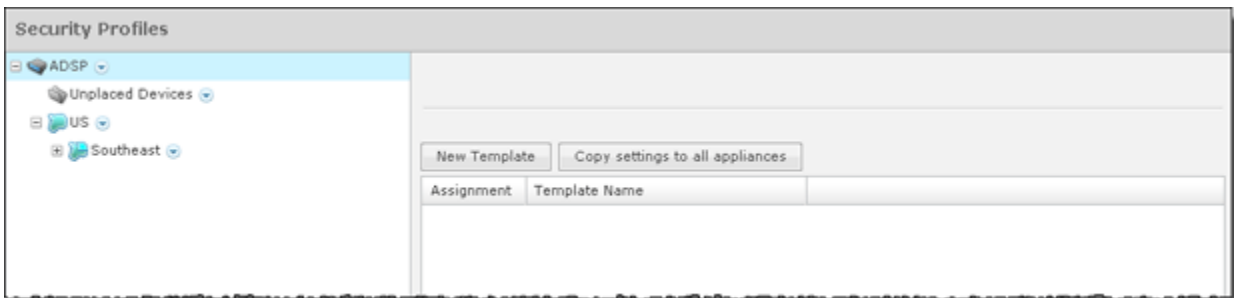 Security Profiles
ADSP
Unplaced Devices
US
Southeast
New Template Copy settings to all appliances
Assignment Template Name